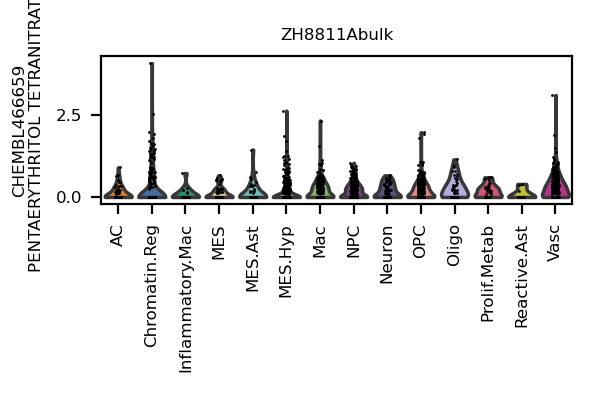 ZH8811Abulk
CHEMBL466659
PENTAERYTHRITOL
2.5
0.0
AC
Chromatin.Reg
Inflammatory.Mac
MES
MES.Ast
MES.Hyp
Mac
NPC
Neuron
OPC
Oligo
Prolif.Metab
Reactive.Ast
Vasc